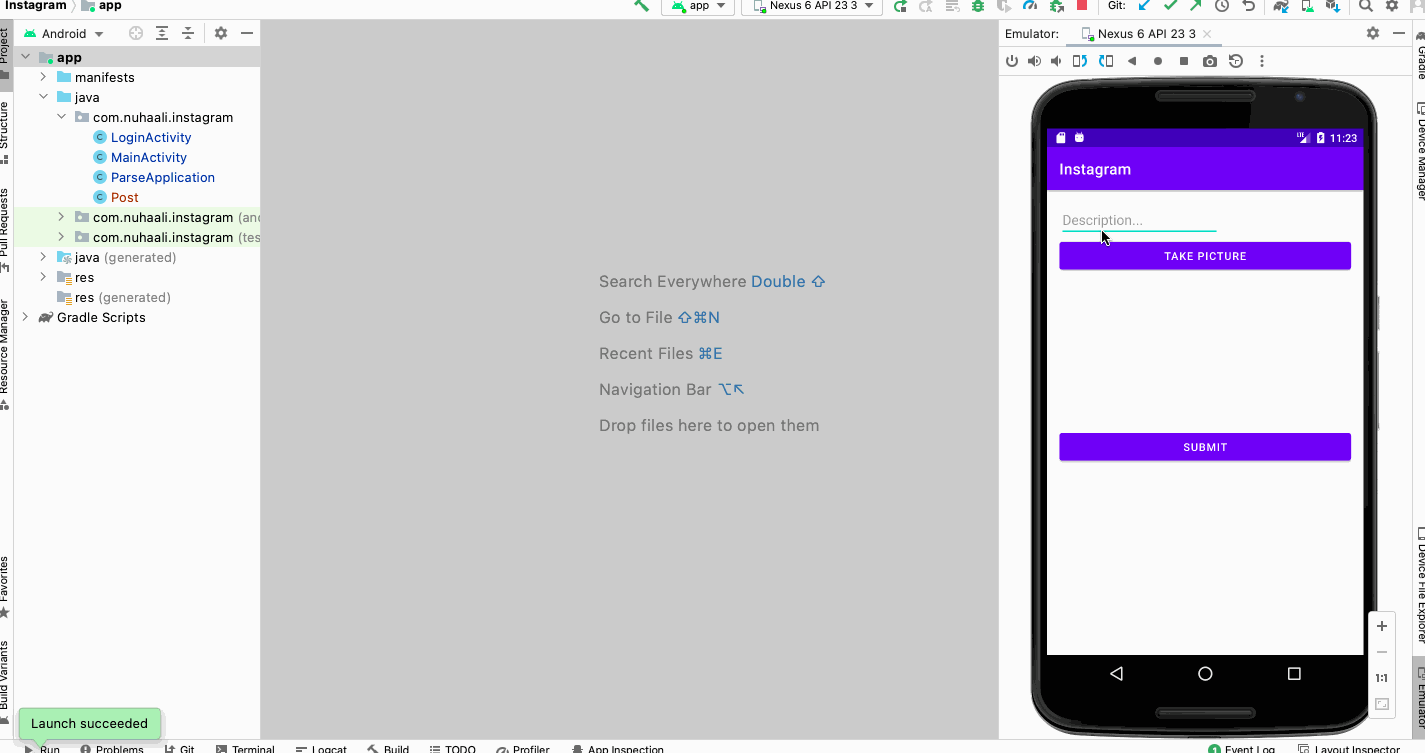 Instagram app
app Nexus 6 API 23 3 Git:
Project
Structure
Pull Requests
Resource Manager
Favorites
Build Variants
Android
app
manifests
java
com.nuhaali.instagram
LoginActivity
MainActivity
ParseApplication
Post
com.nuhaali.instagram
com.nuhaali.instagram
java (generated)
res
res (generated)
Gradle Scripts
Search Everywhere Double ⇧
Go to File ⇧⌘N
Recent Files ⌘E
Navigation Bar ⌥↖
Drop files here to open them
Emulator: Nexus 6 API 23 3
LTE 11:23
Instagram
Description...
TAKE PICTURE
SUBMIT
1:1
Gradle
Device Manager
Device File Explorer
Emulator
Launch succeeded
Run Problems Git Terminal Logcat Build TODO Profiler App Inspection 1 Event Log Layout Inspector